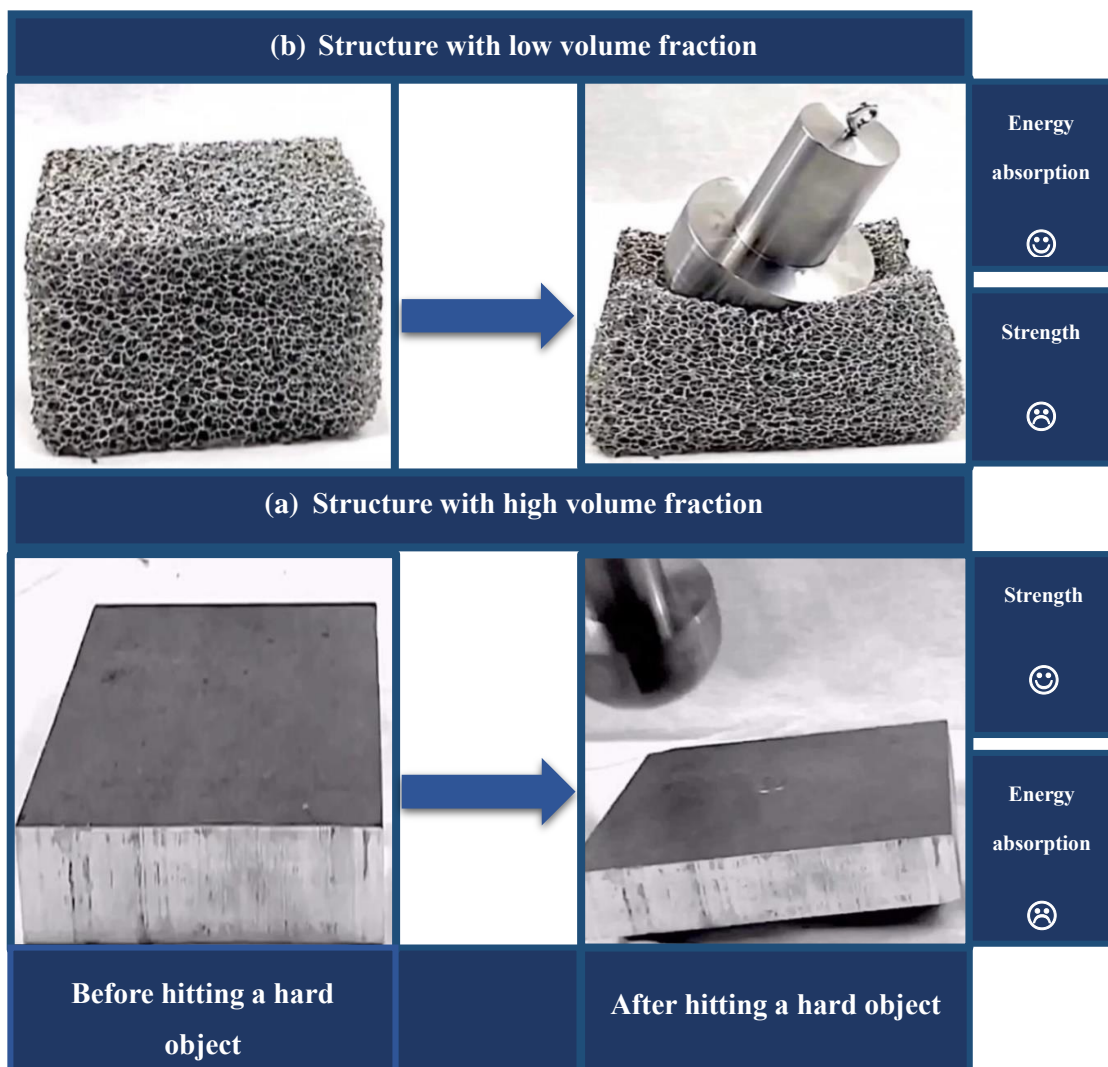 (b) Structure with low volume fraction
Energy
absorption
☺
Strength
☹
(a) Structure with high volume fraction
Strength
☺
Energy
absorption
☹
Before hitting a hard
object
After hitting a hard object